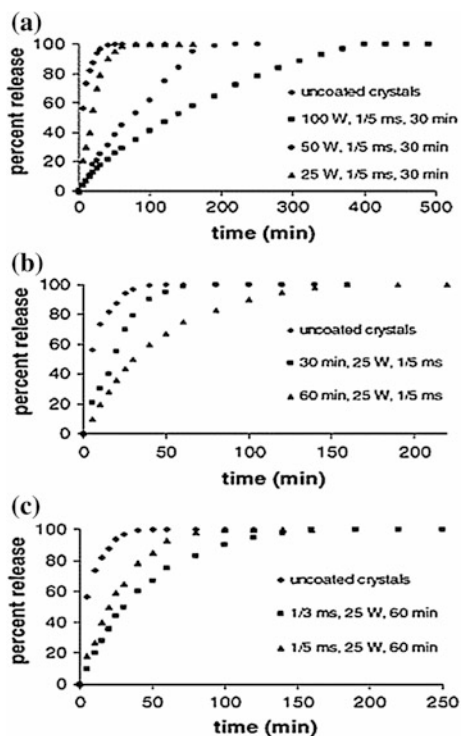 (a)
percent release
100
80
60
40
20
0
uncoated crystals
100 W, 1/5 ms, 30 min
50 W, 1/5 ms, 30 min
25 W, 1/5 ms, 30 min
0 100 200 300 400 500
time (min)
(b)
percent release
100
80
60
40
20
0
uncoated crystals
30 min, 25 W, 1/5 ms
60 min, 25 W, 1/5 ms
0 50 100 150 200
time (min)
(c)
percent release
100
80
60
40
20
0
uncoated crystals
1/3 ms, 25 W, 60 min
1/5 ms, 25 W, 60 min
0 50 100 150 200 250
time (min)